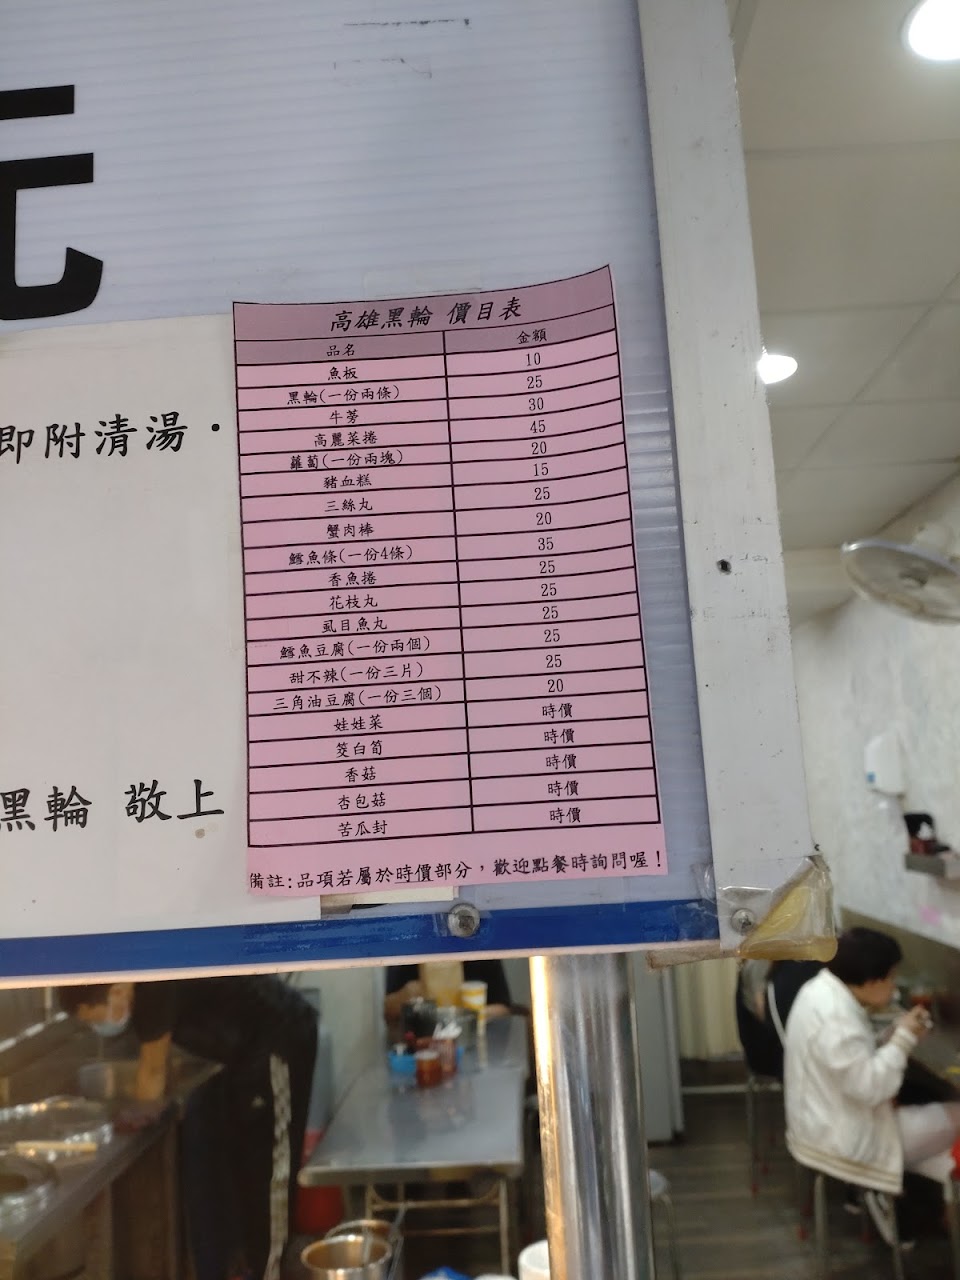 元
即附清湯．
黑輪 敬上
高雄黑輪 價目表
品名 金額
魚板 10
黑輪(一份兩條) 25
牛蒡 30
高麗菜捲 45
蘿蔔(一份兩塊) 20
豬血糕 15
三絲丸 25
蟹肉棒 20
鱈魚條(一份4條) 35
香魚捲 25
花枝丸 25
虱目魚丸 25
鱈魚豆腐(一份兩個) 25
甜不辣(一份三片) 25
三角油豆腐(一份三個) 20
娃娃菜 時價
筊白筍 時價
香菇 時價
杏包菇 時價
苦瓜封 時價
備註:品項若屬於時價部分，歡迎點餐時詢問喔！